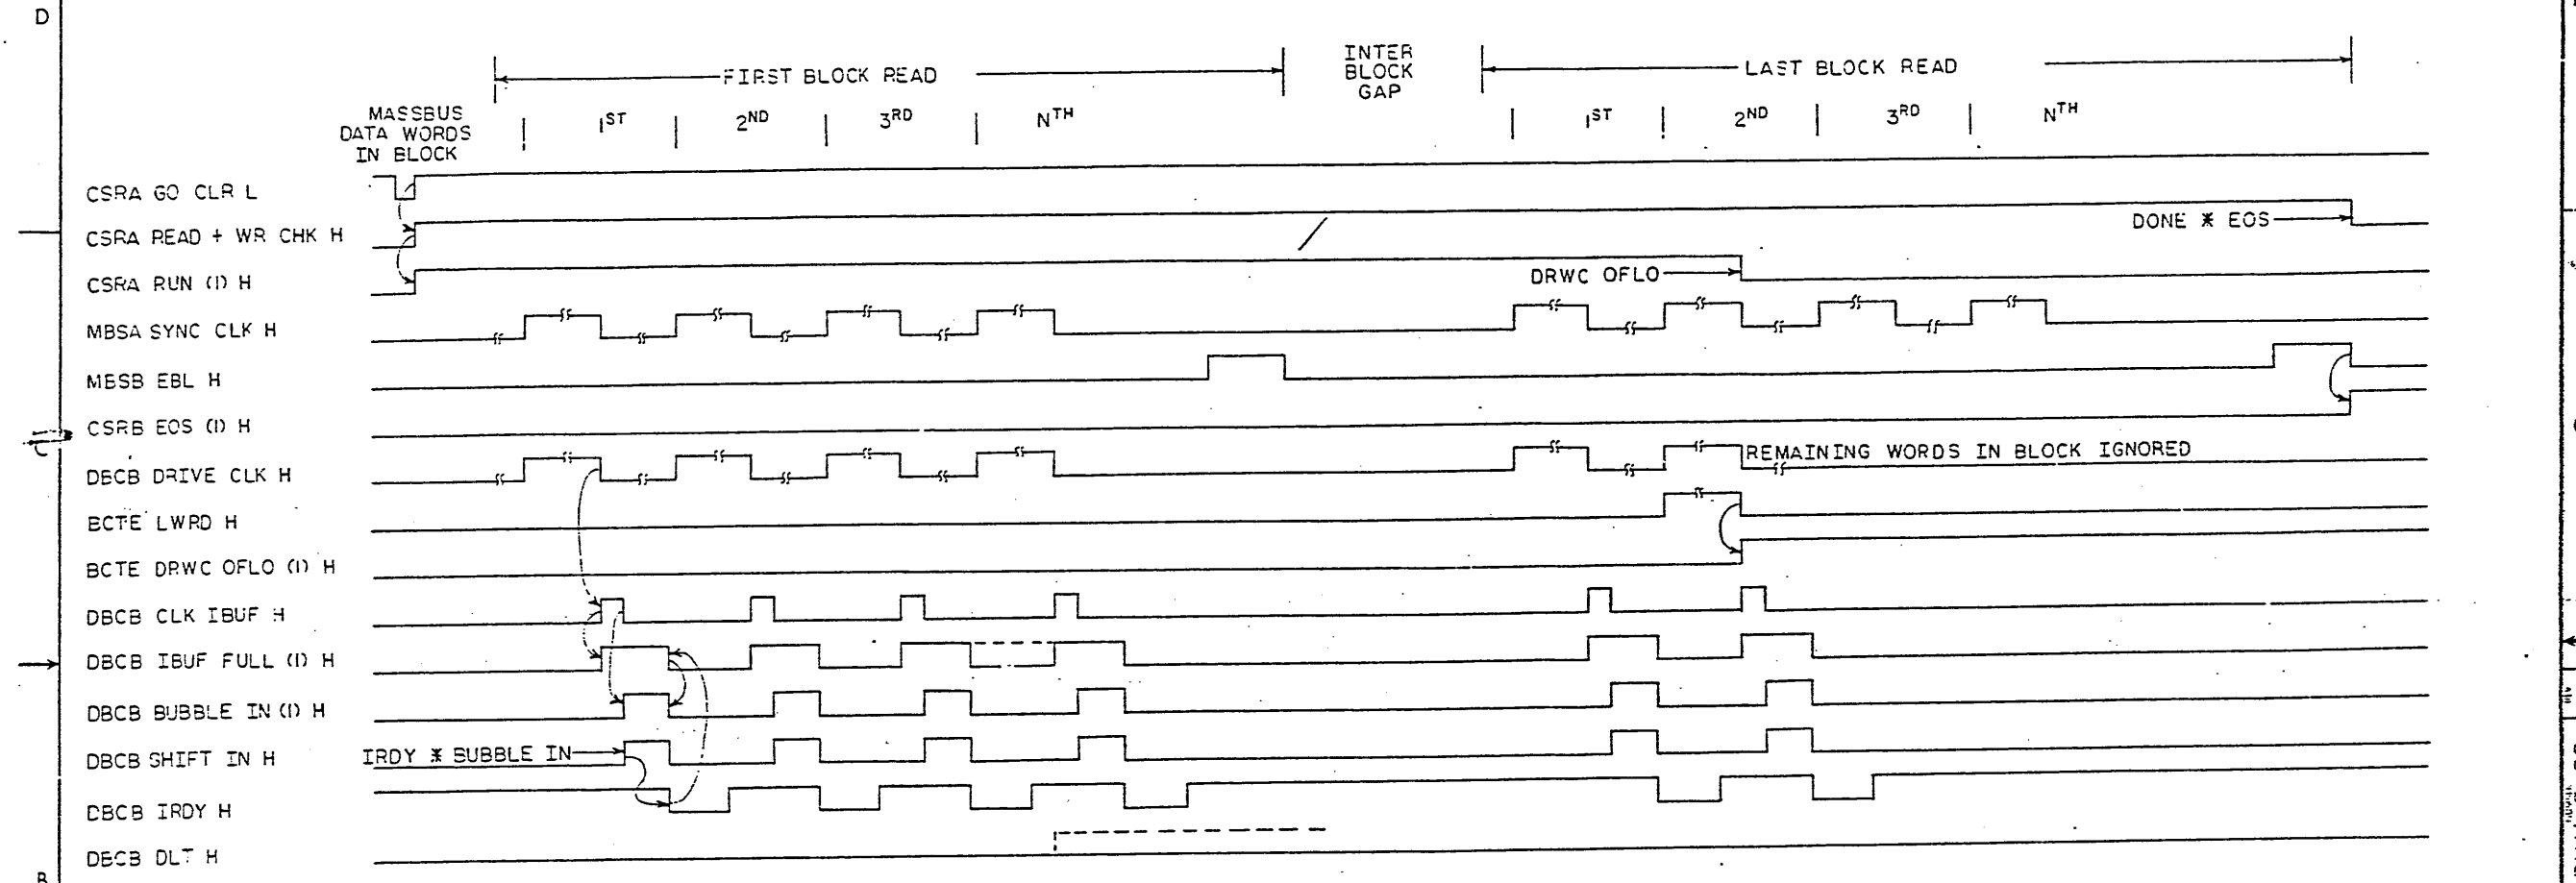 D
FIRST BLOCK READ
INTER
BLOCK
GAP
LAST BLOCK READ
MASSBUS
DATA WORDS
IN BLOCK
1ST 2ND 3RD NTH 1ST 2ND 3RD NTH
CSRA GO CLR L
CSRA READ + WR CHK H
DONE * EOS
CSRA RUN (1) H
DRWC OFLO
MBSA SYNC CLK H
MBSB EBL H
CSRB EOS (1) H
DBCB DRIVE CLK H
REMAINING WORDS IN BLOCK IGNORED
BCTE LWRD H
BCTE DRWC OFLO (1) H
DBCB CLK IBUF H
DBCB IBUF FULL (1) H
DBCB BUBBLE IN (1) H
DBCB SHIFT IN H
IRDY * BUBBLE IN
DBCB IRDY H
DBCB DLT H
B